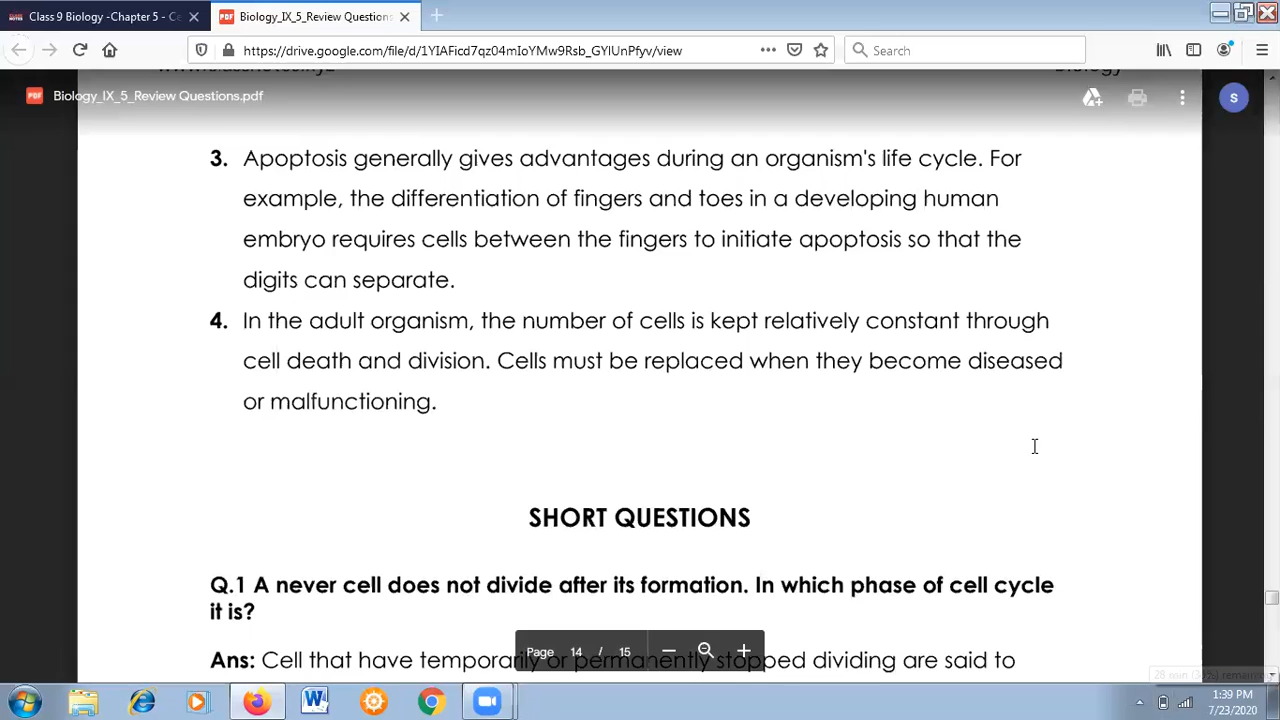 Class 9 Biology -Chapter 5 - Ce
Biology_IX_5_Review Questions
https://drive.google.com/file/d/1YIAFicd7qz04mIoYMw9Rsb_GYlUnPfyv/view
Search
Biology
PDF Biology_IX_5_Review Questions.pdf
S
3. Apoptosis generally gives advantages during an organism's life cycle. For
example, the differentiation of fingers and toes in a developing human
embryo requires cells between the fingers to initiate apoptosis so that the
digits can separate.
4. In the adult organism, the number of cells is kept relatively constant through
cell death and division. Cells must be replaced when they become diseased
or malfunctioning.
SHORT QUESTIONS
Q.1 A never cell does not divide after its formation. In which phase of cell cycle
it is?
Page 14 / 15
Ans: Cell that have temporarily or permanently stopped dividing are said to
1:39 PM
7/23/2020